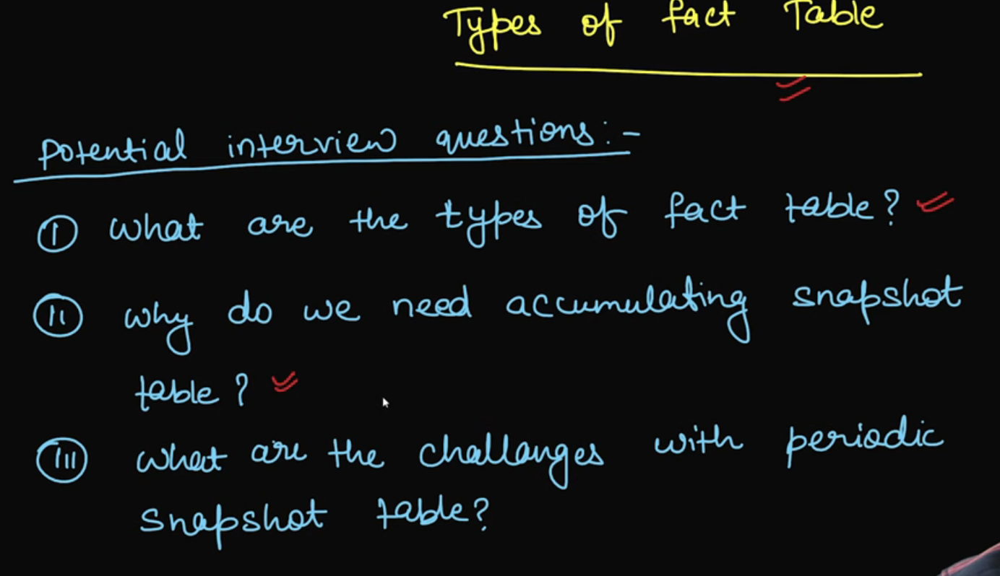 Types of fact Table
Potential interview questions:-
I What are the types of fact table?
II why do we need accumulating snapshot
table?
III what are the challanges with periodic
snapshot table?